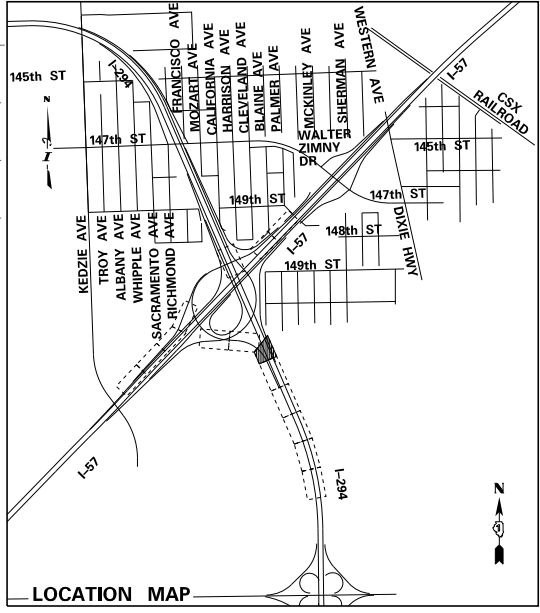 145th ST
I-294
FRANCISCO AVE
MOZART AVE
CALIFORNIA AVE
HARRISON AVE
CLEVELAND AVE
BLAINE AVE
PALMER AVE
MCKINLEY AVE
SHERMAN AVE
WESTERN AVE
I-57
CSX
RAILROAD
N
147th ST
WALTER
ZIMNY
DR
145th ST
149th ST
147th ST
DIXIE HWY
148th ST
I-57
149th ST
KEDZIE AVE
TROY AVE
ALBANY AVE
WHIPPLE AVE
SACRAMENTO AVE
RICHMOND AVE
I-57
I-294
N
1
LOCATION MAP